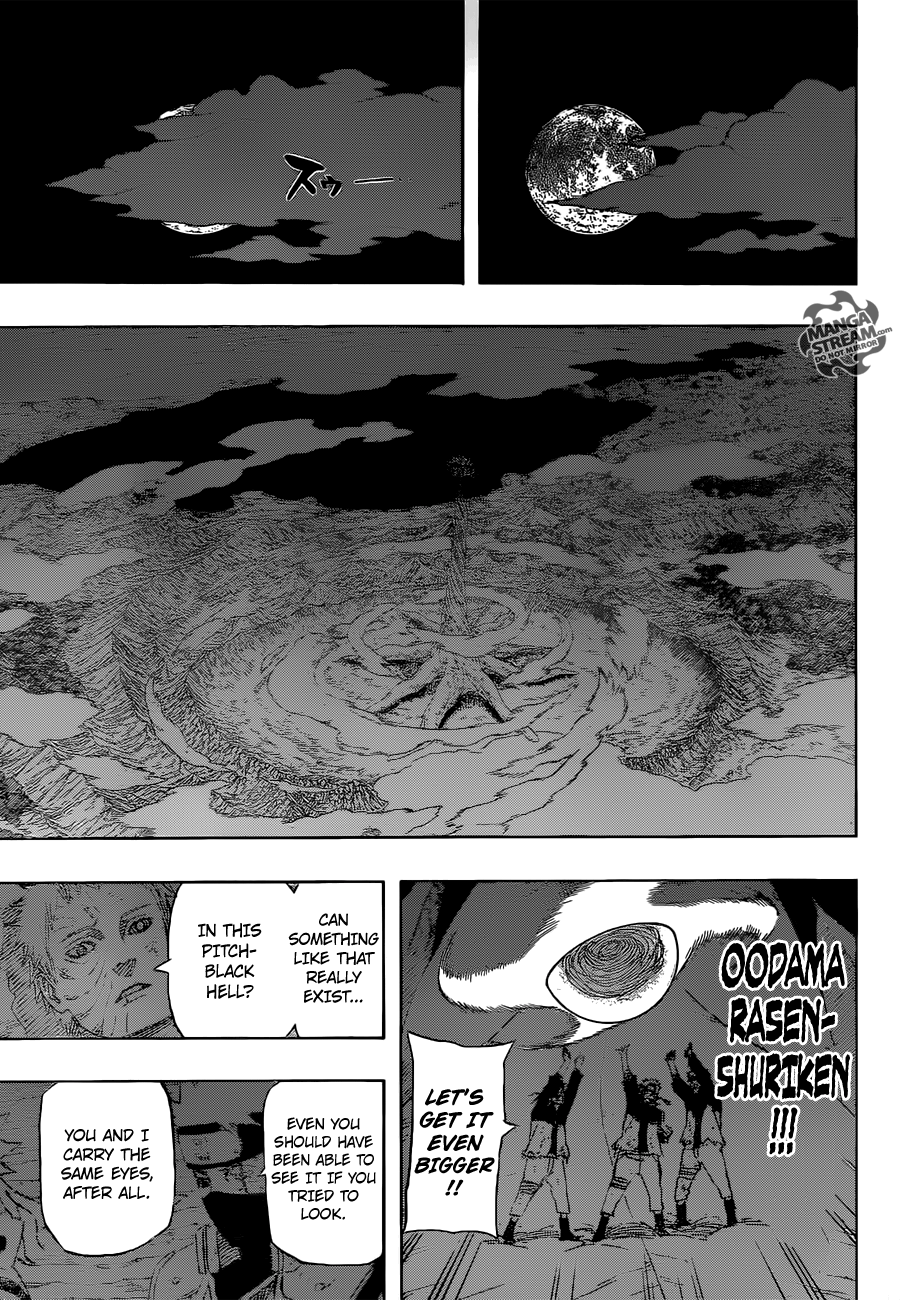 ズゥー
MANGA
STREAM.com
DO NOT MIRROR
OODAMA
RASEN-
SHURIKEN
!!!
LET'S
GET IT
EVEN
BIGGER
!!
CAN
SOMETHING
LIKE THAT
REALLY
EXIST...
IN THIS
PITCH-
BLACK
HELL?
EVEN YOU
SHOULD HAVE
BEEN ABLE TO
SEE IT IF YOU
TRIED TO
LOOK.
YOU AND I
CARRY THE
SAME EYES,
AFTER ALL.